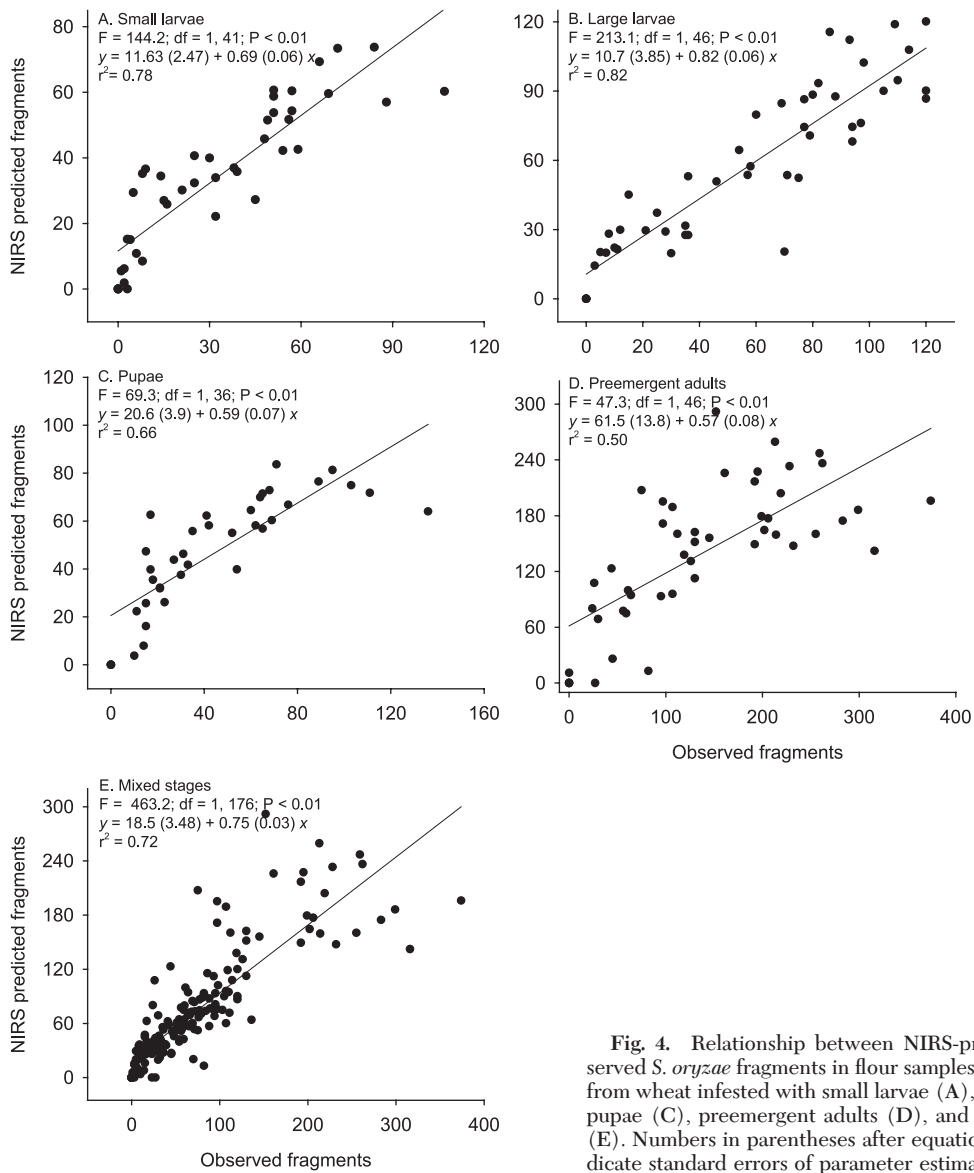 A. Small larvae
F = 144.2; df = 1, 41; P < 0.01
y = 11.63 (2.47) + 0.69 (0.06) x
r² = 0.78
80
60
40
20
0
0 30 60 90 120
NIRS predicted fragments
B. Large larvae
F = 213.1; df = 1, 46; P < 0.01
y = 10.7 (3.85) + 0.82 (0.06) x
r² = 0.82
120
90
60
30
0
0 30 60 90 120
C. Pupae
F = 69.3; df = 1, 36; P < 0.01
y = 20.6 (3.9) + 0.59 (0.07) x
r² = 0.66
120
100
80
60
40
20
0
0 40 80 120 160
NIRS predicted fragments
D. Preemergent adults
F = 47.3; df = 1, 46; P < 0.01
y = 61.5 (13.8) + 0.57 (0.08) x
r² = 0.50
300
240
180
120
60
0
0 100 200 300 400
Observed fragments
E. Mixed stages
F = 463.2; df = 1, 176; P < 0.01
y = 18.5 (3.48) + 0.75 (0.03) x
r² = 0.72
300
240
180
120
60
0
0 100 200 300 400
NIRS predicted fragments
Observed fragments
Fig. 4. Relationship between NIRS-pr
served S. oryzae fragments in flour samples
from wheat infested with small larvae (A),
pupae (C), preemergent adults (D), and
(E). Numbers in parentheses after equatio
dicate standard errors of parameter estima